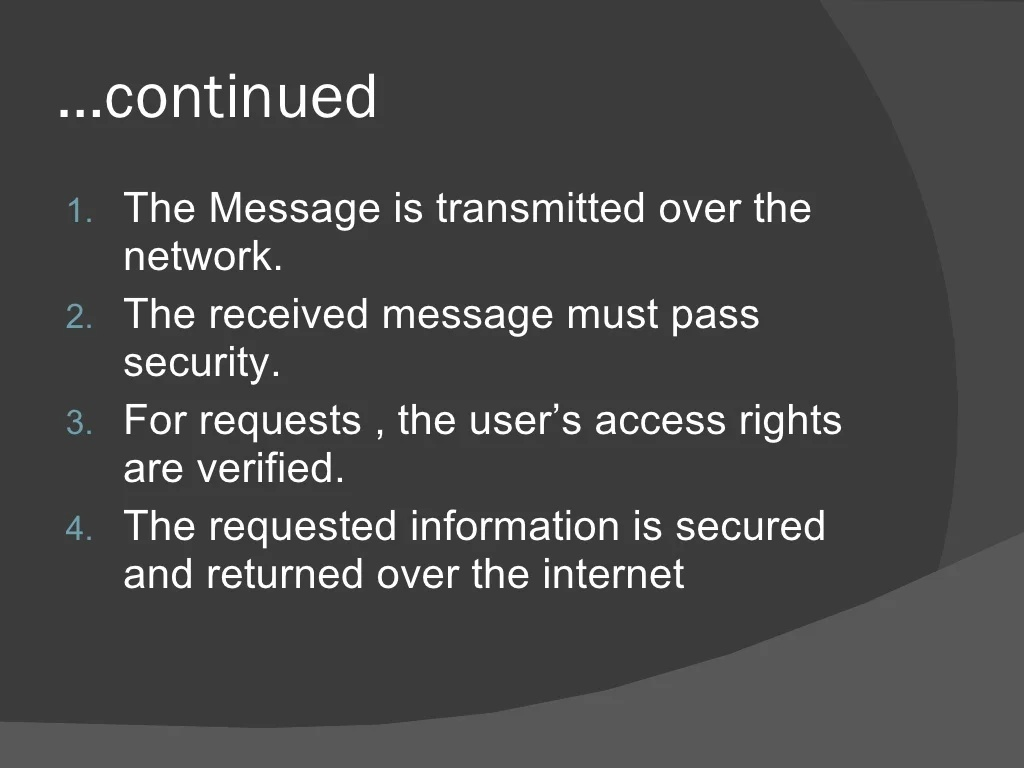 ...continued
1. The Message is transmitted over the
network.
2. The received message must pass
security.
3. For requests , the user’s access rights
are verified.
4. The requested information is secured
and returned over the internet